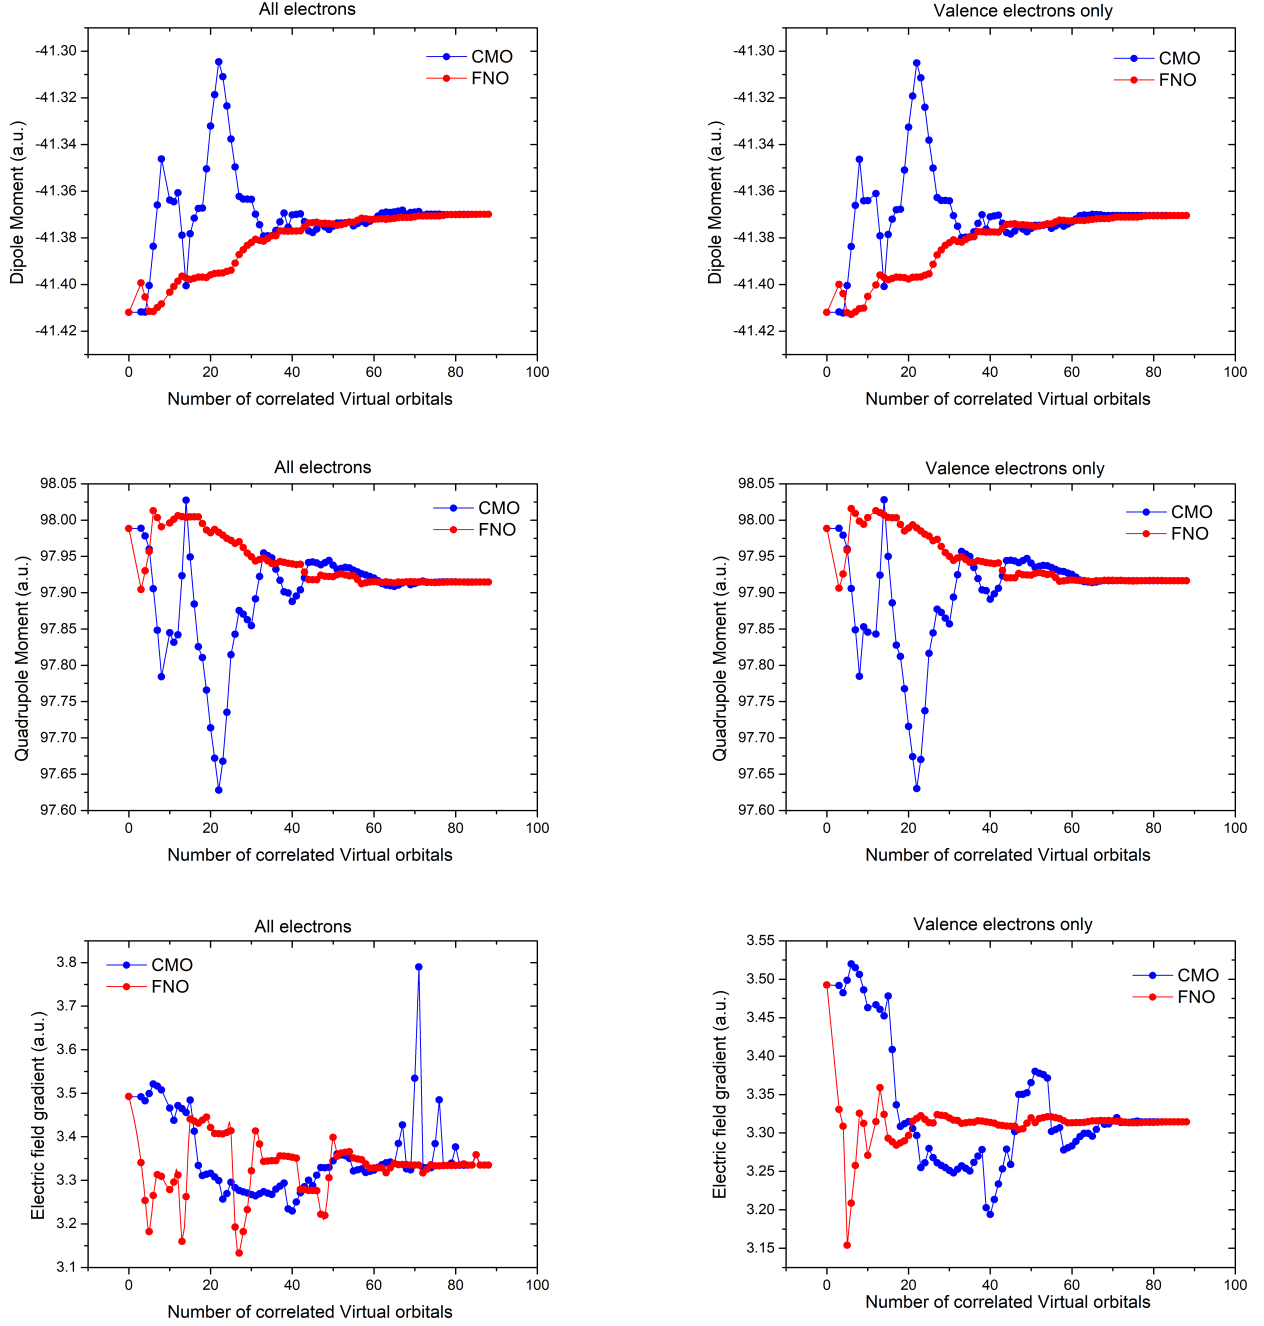 All electrons
CMO
FNO
Dipole Moment (a.u.)
-41.30
-41.32
-41.34
-41.36
-41.38
-41.40
-41.42
0 20 40 60 80 100
Number of correlated Virtual orbitals
Valence electrons only
CMO
FNO
Dipole Moment (a.u.)
-41.30
-41.32
-41.34
-41.36
-41.38
-41.40
-41.42
0 20 40 60 80 100
Number of correlated Virtual orbitals
All electrons
CMO
FNO
Quadrupole Moment (a.u.)
98.05
98.00
97.95
97.90
97.85
97.80
97.75
97.70
97.65
97.60
0 20 40 60 80 100
Number of correlated Virtual orbitals
Valence electrons only
CMO
FNO
Quadrupole Moment (a.u.)
98.05
98.00
97.95
97.90
97.85
97.80
97.75
97.70
97.65
97.60
0 20 40 60 80 100
Number of correlated Virtual orbitals
All electrons
CMO
FNO
Electric field gradient (a.u.)
3.8
3.7
3.6
3.5
3.4
3.3
3.2
3.1
0 20 40 60 80 100
Number of correlated Virtual orbitals
Valence electrons only
CMO
FNO
Electric field gradient (a.u.)
3.55
3.50
3.45
3.40
3.35
3.30
3.25
3.20
3.15
0 20 40 60 80 100
Number of correlated Virtual orbitals